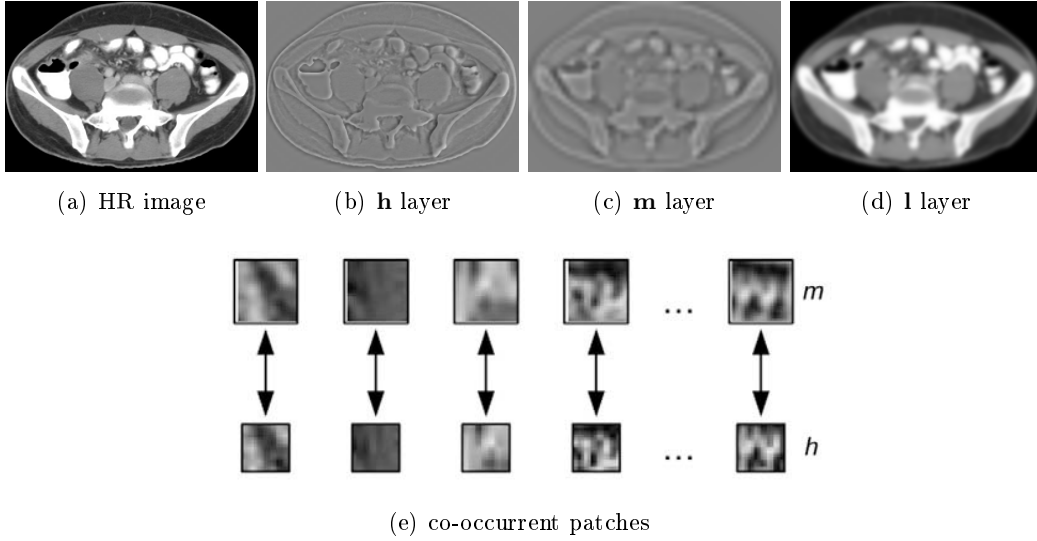 (a) HR image
(b) h layer
(c) m layer
(d) l layer
... m
... h
(e) co-occurrent patches